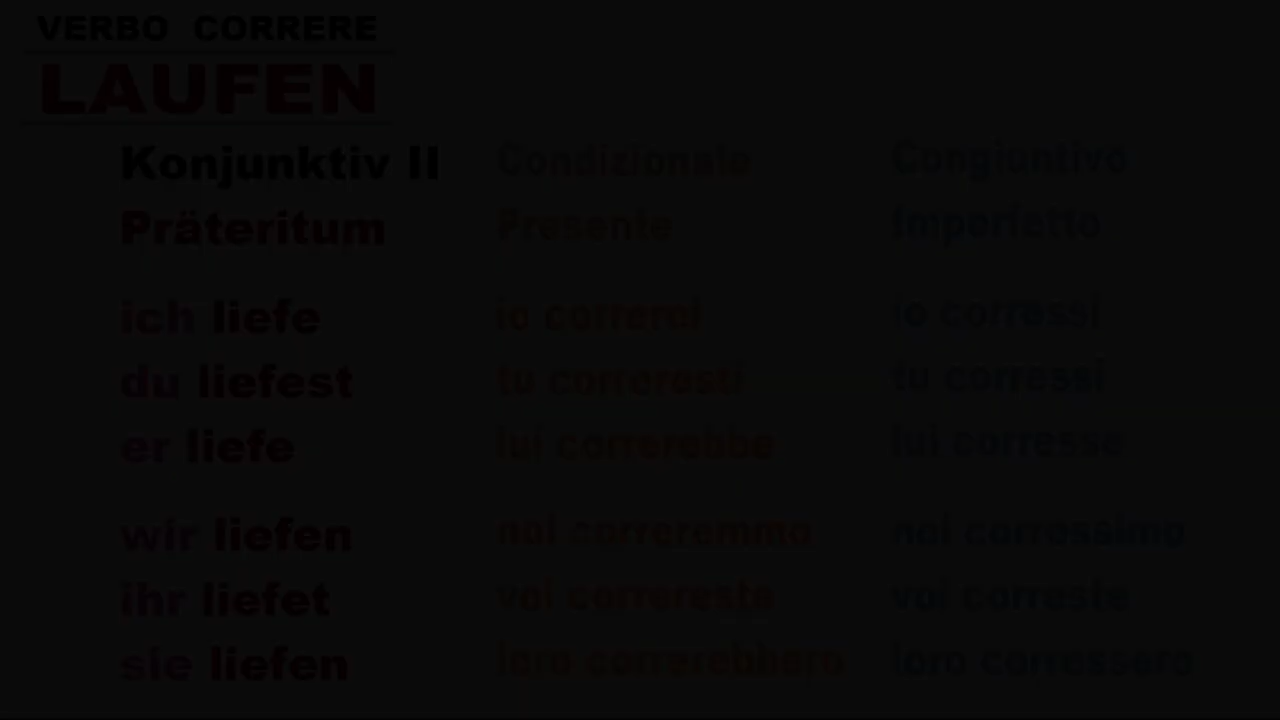 VERBO CORRERE
LAUFEN
Konjunktiv II Condizionale Congiuntivo
Präteritum Presente Imperfetto
ich liefe io correrei io corressi
du liefest tu correresti tu corressi
er liefe lui correrebbe lui corresse
wir liefen noi correremmo noi corressimo
ihr liefet voi correreste voi correste
sie liefen loro correrebbero loro corressero